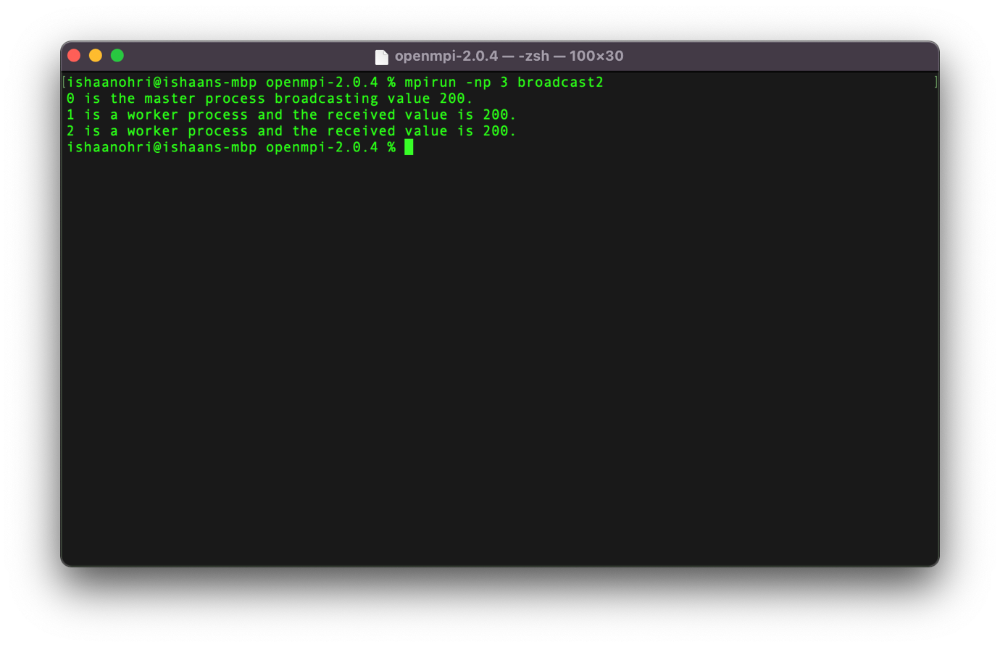 openmpi-2.0.4 — -zsh — 100×30
[ishaanohri@ishaans-mbp openmpi-2.0.4 % mpirun -np 3 broadcast2 ]
0 is the master process broadcasting value 200.
1 is a worker process and the received value is 200.
2 is a worker process and the received value is 200.
ishaanohri@ishaans-mbp openmpi-2.0.4 %